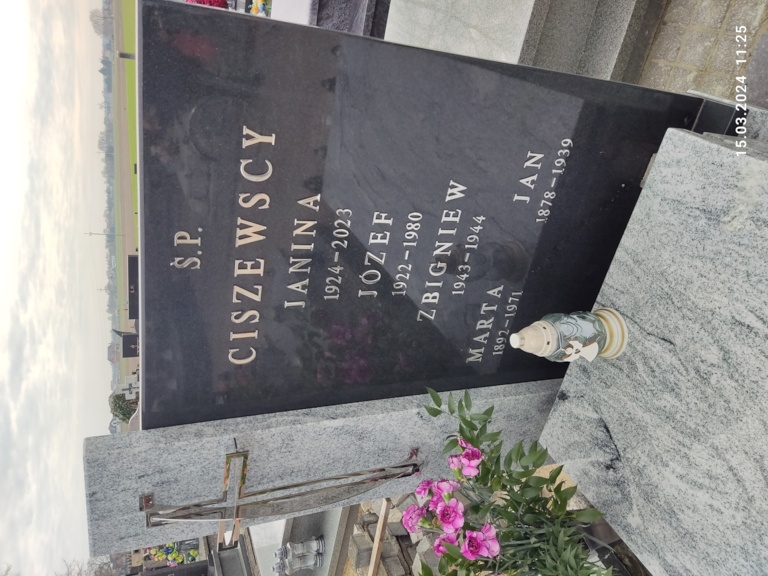 Ś.P.
CISZEWSCY
JANINA
1924-2023
JÓZEF
1922-1980
ZBIGNIEW
1943-1944
MARTA JAN
1892-1971 1878-1939
15.03.2024 11:25